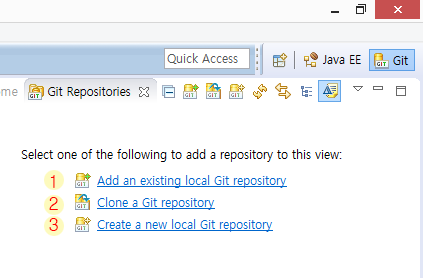 Quick Access
Java EE
Git
me
Git Repositories
Select one of the following to add a repository to this view:
1 Add an existing local Git repository
2 Clone a Git repository
3 Create a new local Git repository